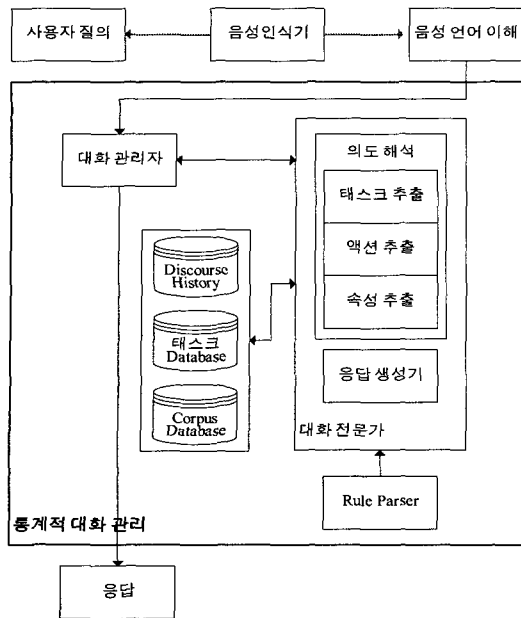 사용자 질의
음성인식기
음성 언어 이해
대화 관리자
의도 해석
태스크 추출
액션 추출
속성 추출
Discourse
History
태스크
Database
Corpus
Database
응답 생성기
대화 전문가
Rule Parser
통계적 대화 관리
응답